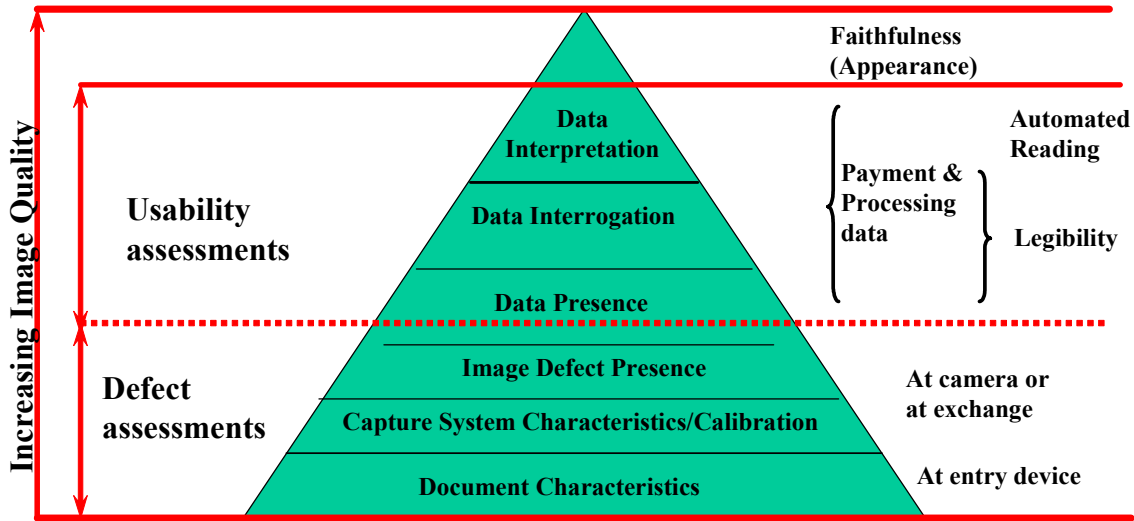 Increasing Image Quality
Faithfulness
(Appearance)
Usability
assessments
Data
Interpretation
Data Interrogation
Data Presence
Payment &
Processing
data
Automated
Reading
Legibility
Defect
assessments
Image Defect Presence
Capture System Characteristics/Calibration
Document Characteristics
At camera or
at exchange
At entry device